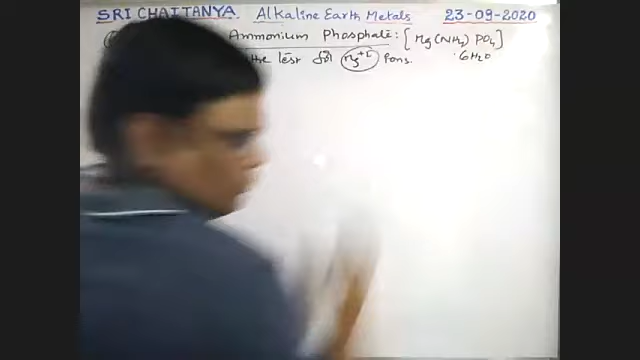 SRI CHAITANYA. Alkaline Earth Metals 23-09-2020
Ammonium Phosphate: [Mg(NH4) PO4]
the Test for Mg+2 Ions. .6H2O